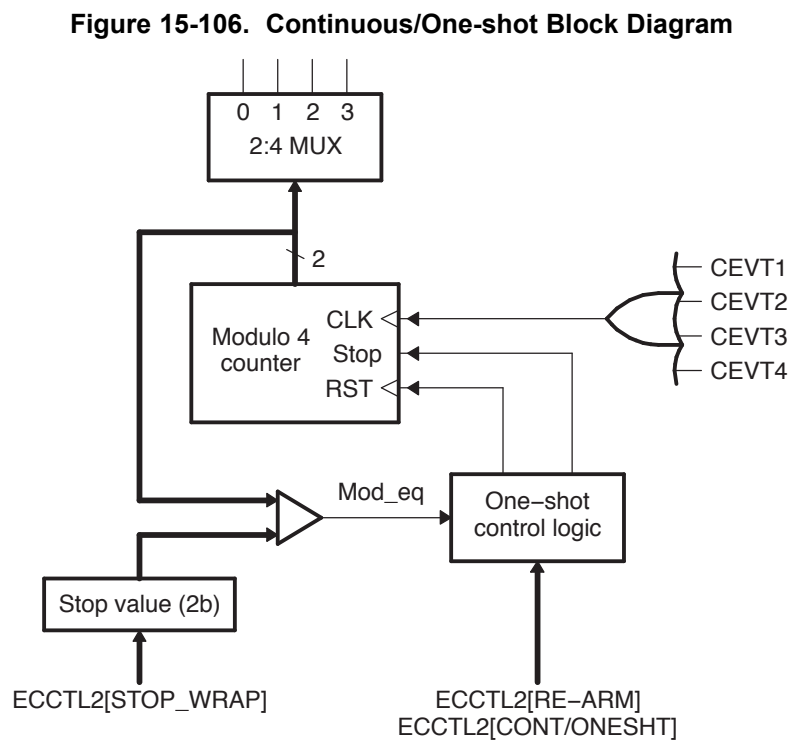 Figure 15-106. Continuous/One-shot Block Diagram
0 1 2 3
2:4 MUX
2
CEVT1
CEVT2
CEVT3
CEVT4
Modulo 4
counter
CLK
Stop
RST
Mod_eq
One−shot
control logic
Stop value (2b)
ECCTL2[STOP_WRAP]
ECCTL2[RE−ARM]
ECCTL2[CONT/ONESHT]